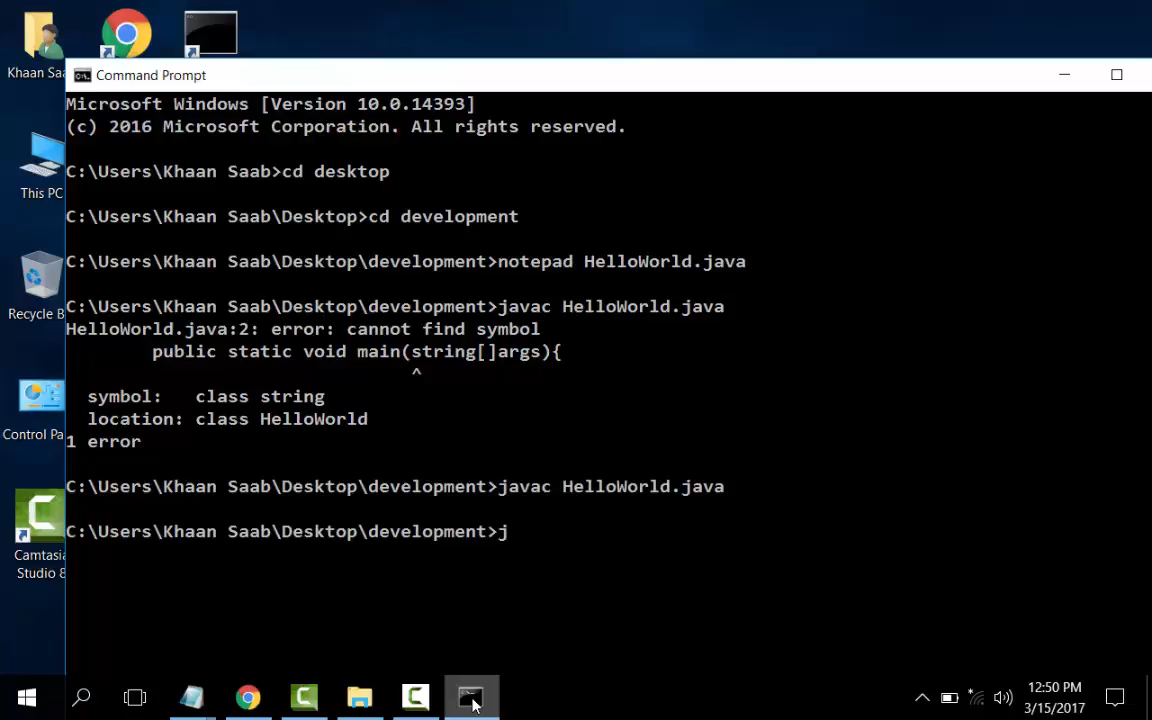 Khaan Saa
Command Prompt
Microsoft Windows [Version 10.0.14393]
(c) 2016 Microsoft Corporation. All rights reserved.
C:\Users\Khaan Saab>cd desktop
C:\Users\Khaan Saab\Desktop>cd development
C:\Users\Khaan Saab\Desktop\development>notepad HelloWorld.java
C:\Users\Khaan Saab\Desktop\development>javac HelloWorld.java
HelloWorld.java:2: error: cannot find symbol
public static void main(string[]args){
^
symbol:   class string
location: class HelloWorld
1 error
C:\Users\Khaan Saab\Desktop\development>javac HelloWorld.java
C:\Users\Khaan Saab\Desktop\development>j
This PC
Recycle B
Control Pa
Camtasia
Studio 8
12:50 PM
3/15/2017